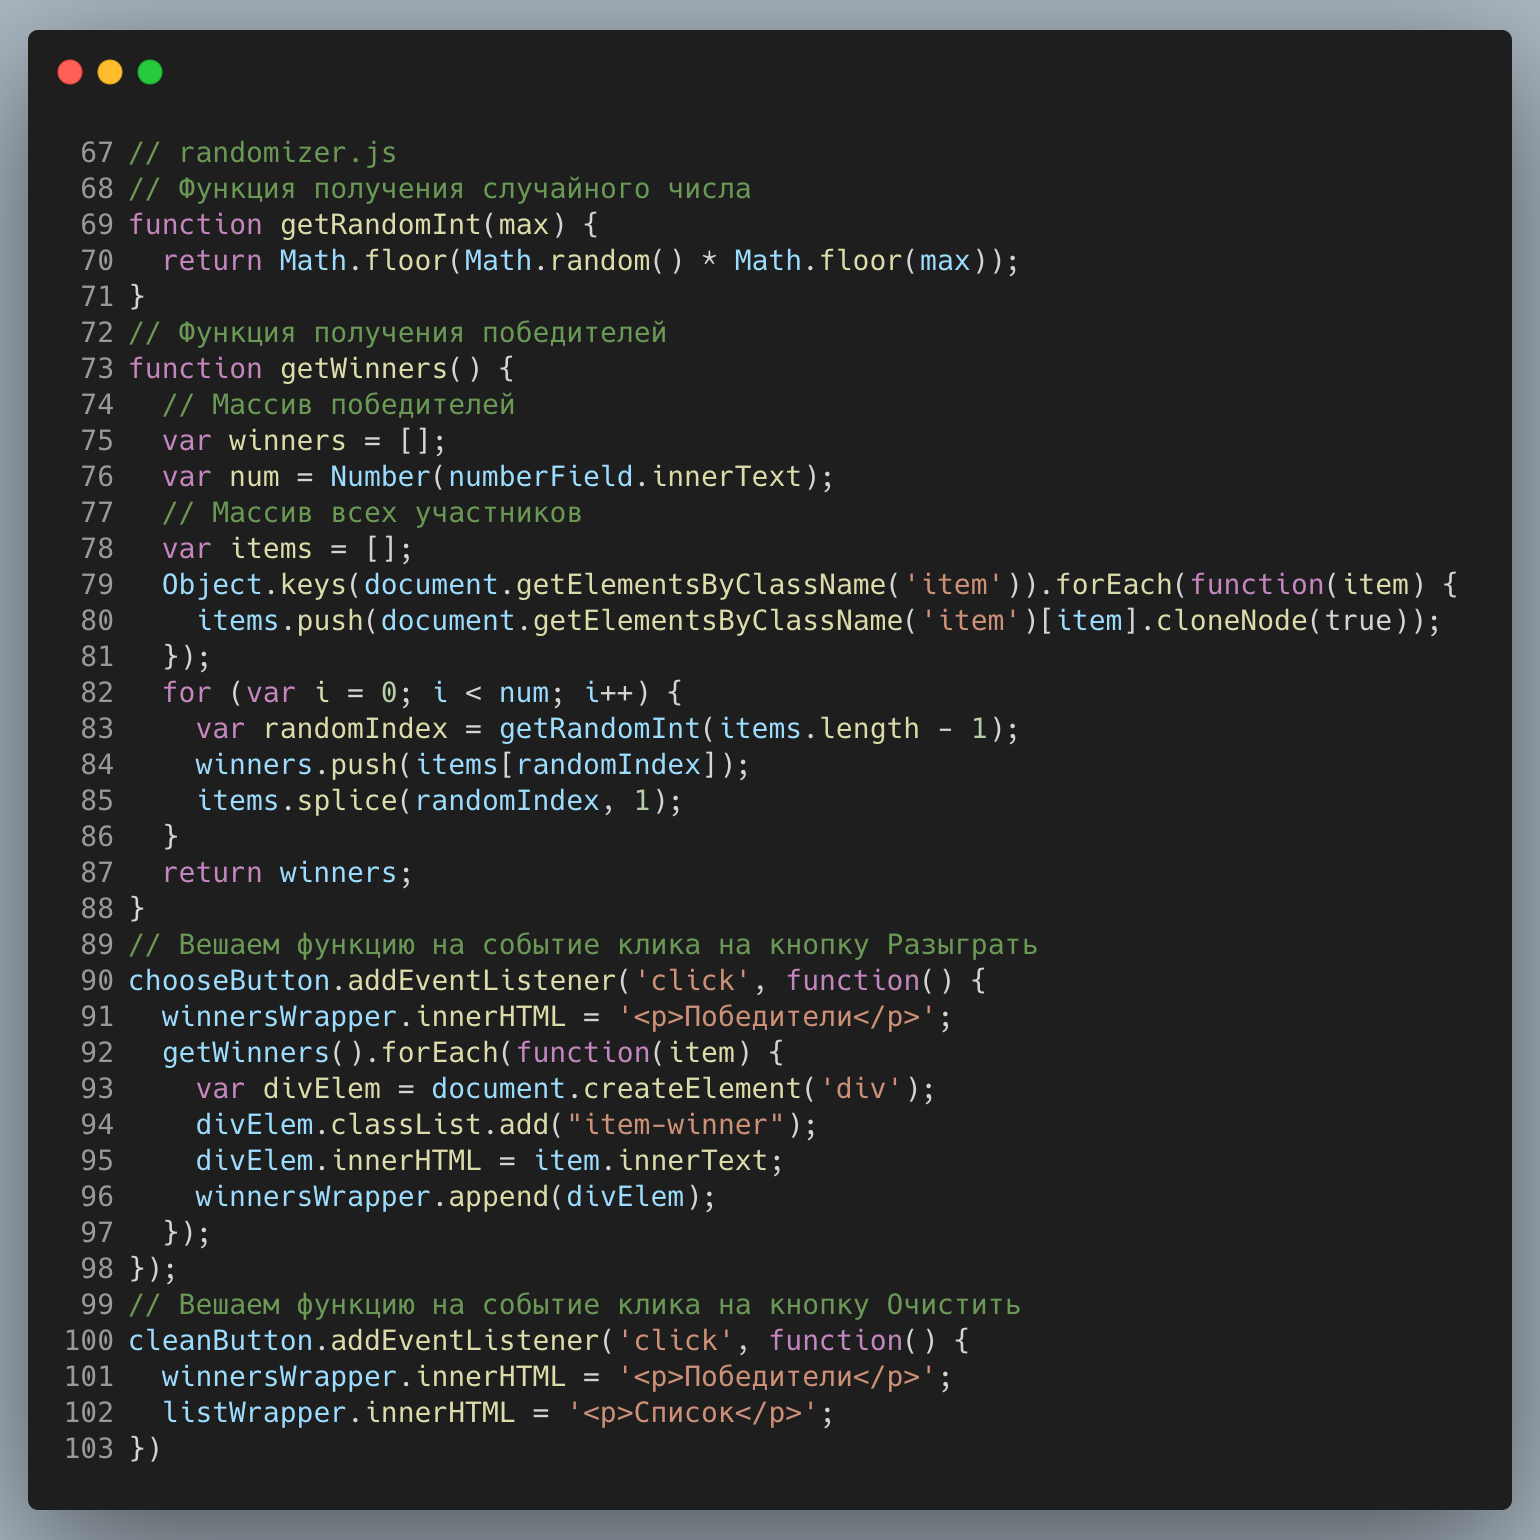 67 // randomizer.js
68 // Функция получения случайного числа
69 function getRandomInt(max) {
70   return Math.floor(Math.random() * Math.floor(max));
71 }
72 // Функция получения победителей
73 function getWinners() {
74   // Массив победителей
75   var winners = [];
76   var num = Number(numberField.innerText);
77   // Массив всех участников
78   var items = [];
79   Object.keys(document.getElementsByClassName('item')).forEach(function(item) {
80     items.push(document.getElementsByClassName('item')[item].cloneNode(true));
81   });
82   for (var i = 0; i < num; i++) {
83     var randomIndex = getRandomInt(items.length - 1);
84     winners.push(items[randomIndex]);
85     items.splice(randomIndex, 1);
86   }
87   return winners;
88 }
89 // Вешаем функцию на событие клика на кнопку Разыграть
90 chooseButton.addEventListener('click', function() {
91   winnersWrapper.innerHTML = '<p>Победители</p>';
92   getWinners().forEach(function(item) {
93     var divElem = document.createElement('div');
94     divElem.classList.add("item-winner");
95     divElem.innerHTML = item.innerText;
96     winnersWrapper.append(divElem);
97   });
98 });
99 // Вешаем функцию на событие клика на кнопку Очистить
100 cleanButton.addEventListener('click', function() {
101   winnersWrapper.innerHTML = '<p>Победители</p>';
102   listWrapper.innerHTML = '<p>Список</p>';
103 })